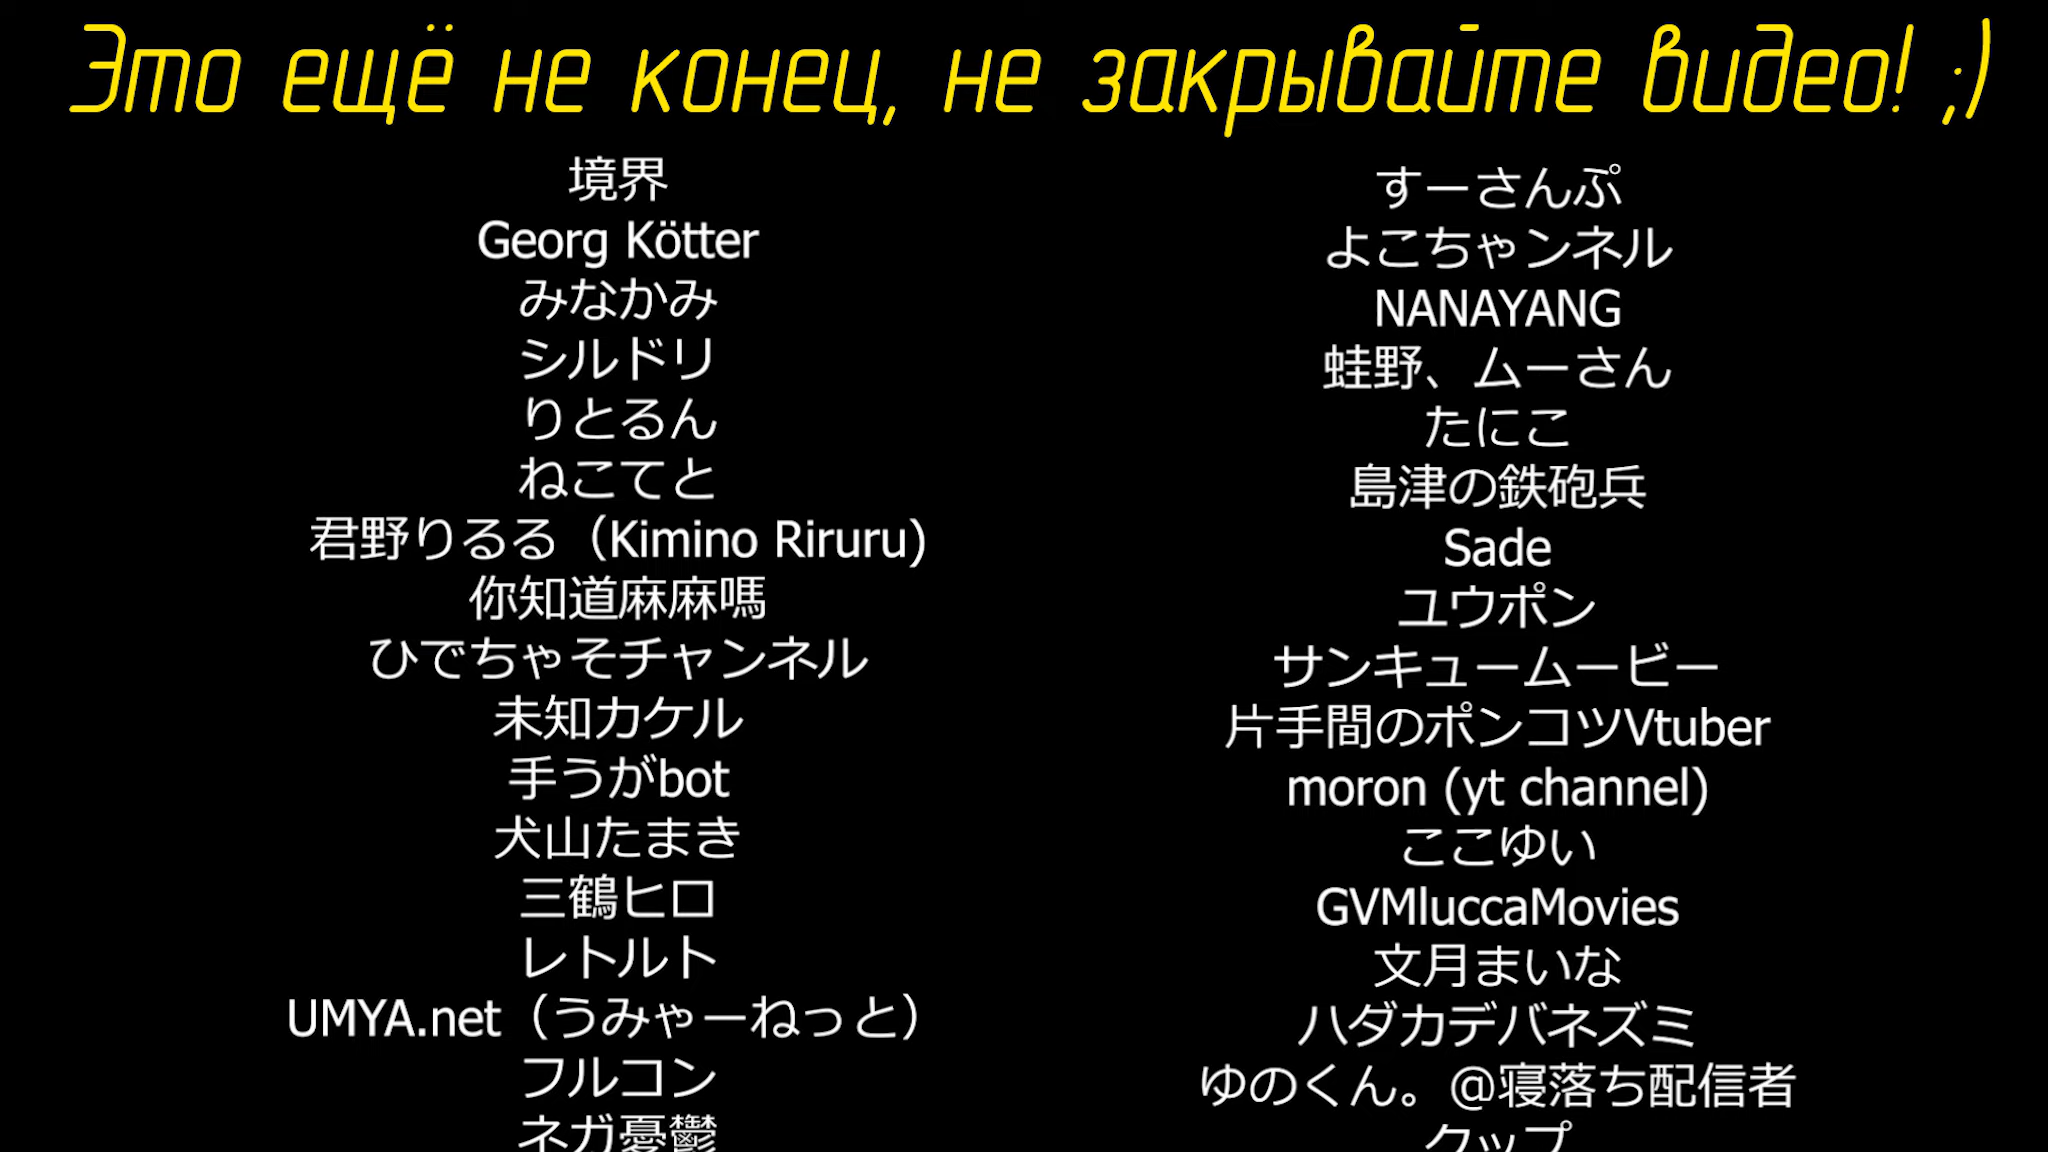 Это ещё не конец, не закрывайте видео! ;)
境界
Georg Kötter
みなかみ
シルドリ
りとるん
ねこてと
君野りるる（Kimino Riruru)
你知道麻麻嗎
ひでちゃそチャンネル
未知カケル
手うがbot
犬山たまき
三鶴ヒロ
レトルト
UMYA.net（うみゃーねっと）
フルコン
ネガ憂鬱
すーさんぷ
よこちゃンネル
NANAYANG
蛙野、ムーさん
たにこ
島津の鉄砲兵
Sade
ユウポン
サンキュームービー
片手間のポンコツVtuber
moron (yt channel)
ここゆい
GVMluccaMovies
文月まいな
ハダカデバネズミ
ゆのくん。@寝落ち配信者
クップ